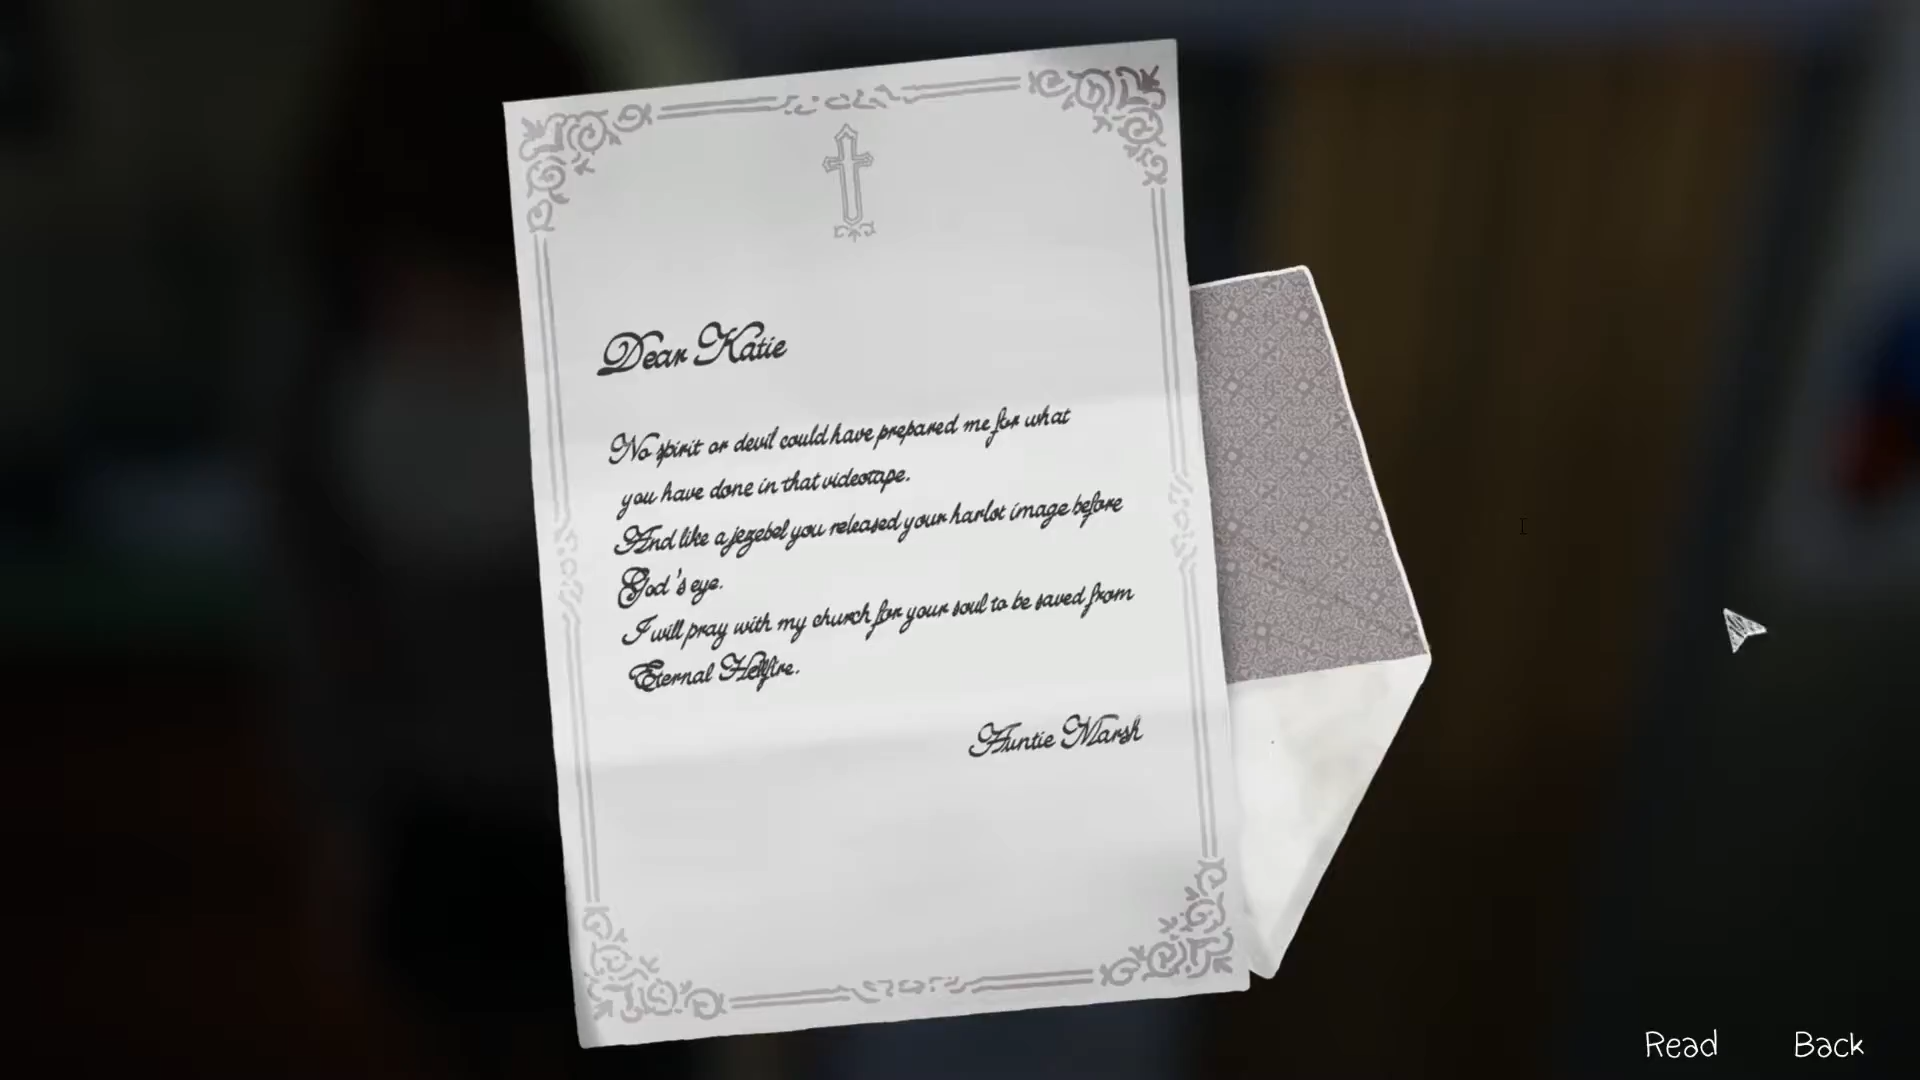 Dear Katie
No spirit or devil could have prepared me for what
you have done in that videotape.
And like a jezebel you released your harlot image before
God's eye.
I will pray with my church for your soul to be saved from
Eternal Hellfire.
Auntie Marsh
Read Back